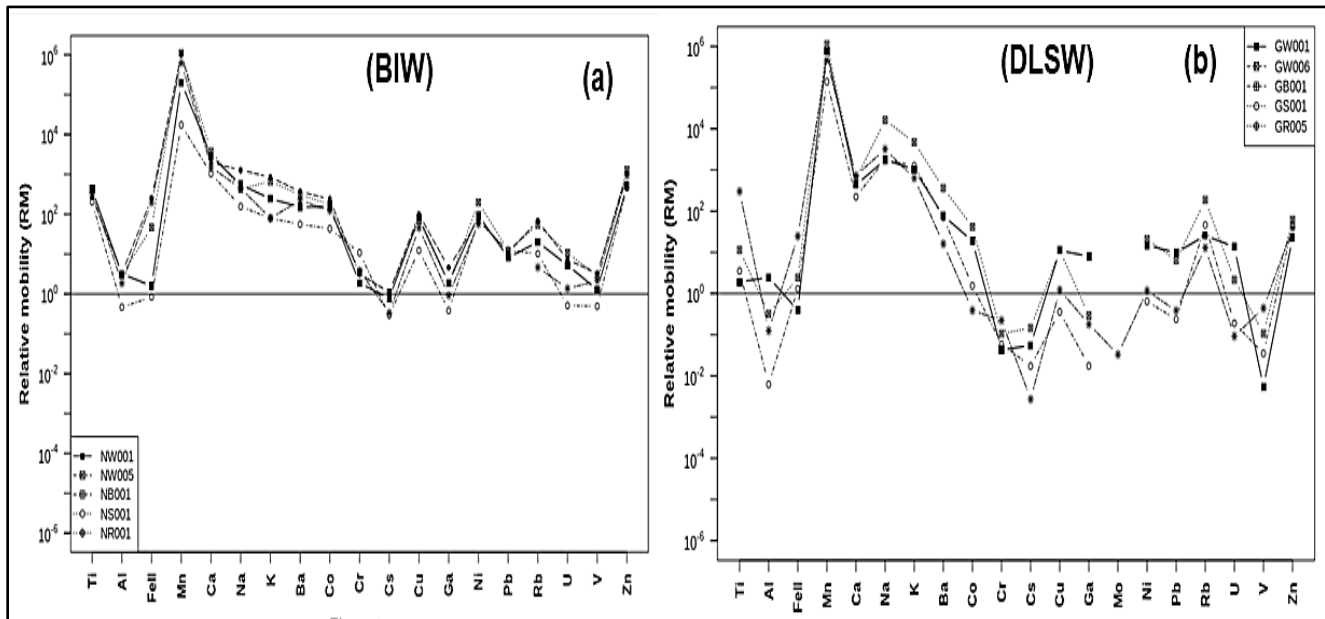 (BIW)
(a)
Relative mobility (RM)
10^6
10^4
10^2
10^0
10^-2
10^-4
10^-6
NW001
NW005
NB001
NS001
NR001
Ti
Al
FeII
Mn
Ca
Na
K
Ba
Co
Cr
Cs
Cu
Ga
Ni
Pb
Rb
U
V
Zn
(DLSW)
(b)
Relative mobility (RM)
10^6
10^4
10^2
10^0
10^-2
10^-4
10^-6
GW001
GW006
GB001
GS001
GR005
Ti
Al
FeII
Mn
Ca
Na
K
Ba
Co
Cr
Cs
Cu
Ga
Mo
Ni
Pb
Rb
U
V
Zn